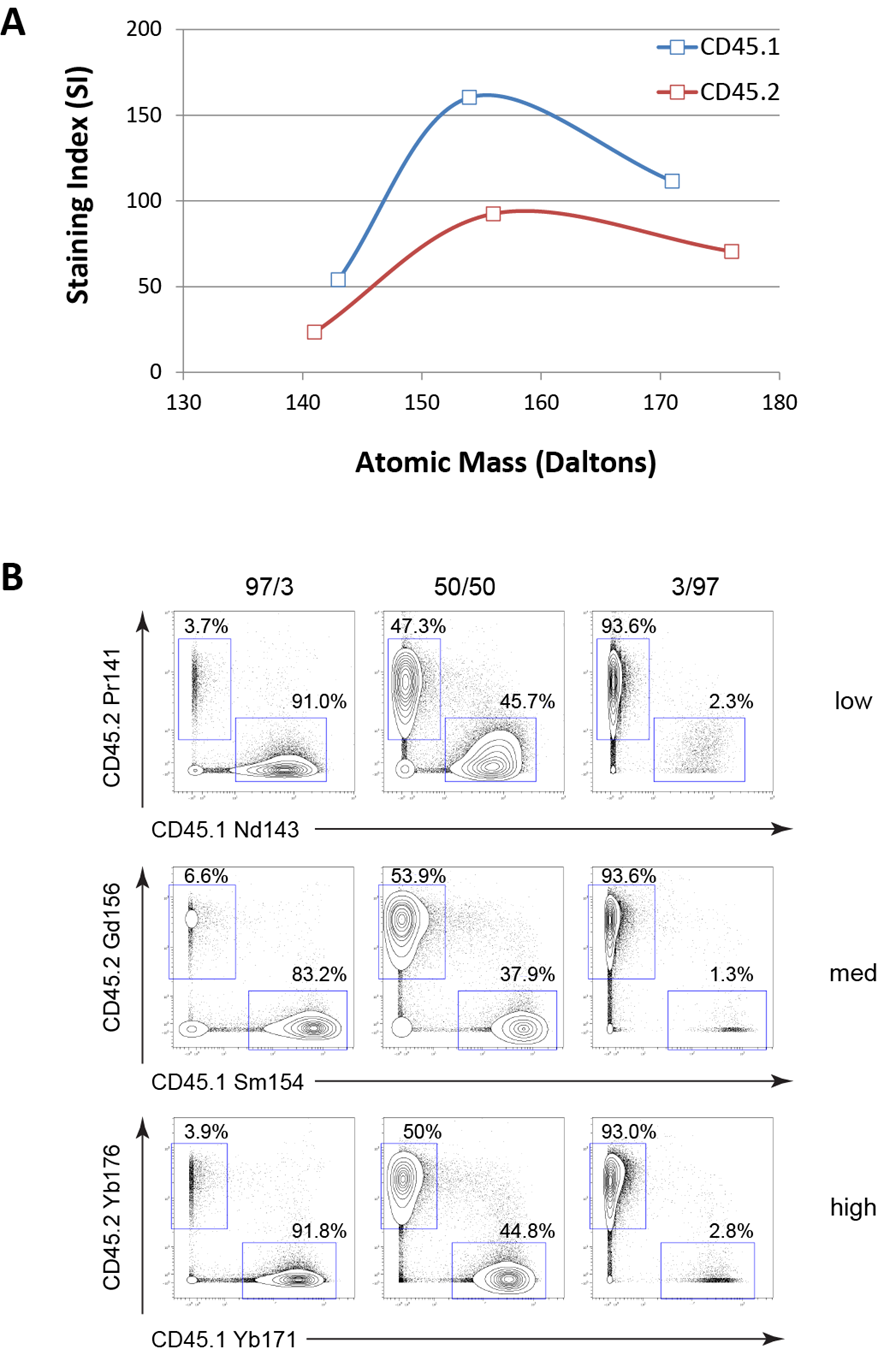 A
200
150
100
50
0
Staining Index (SI)
CD45.1
CD45.2
130 140 150 160 170 180
Atomic Mass (Daltons)
B
97/3 50/50 3/97
CD45.2 Pr141
3.7% 47.3% 93.6%
91.0% 45.7% 2.3%
low
CD45.1 Nd143
CD45.2 Gd156
6.6% 53.9% 93.6%
83.2% 37.9% 1.3%
med
CD45.1 Sm154
CD45.2 Yb176
3.9% 50% 93.0%
91.8% 44.8% 2.8%
high
CD45.1 Yb171